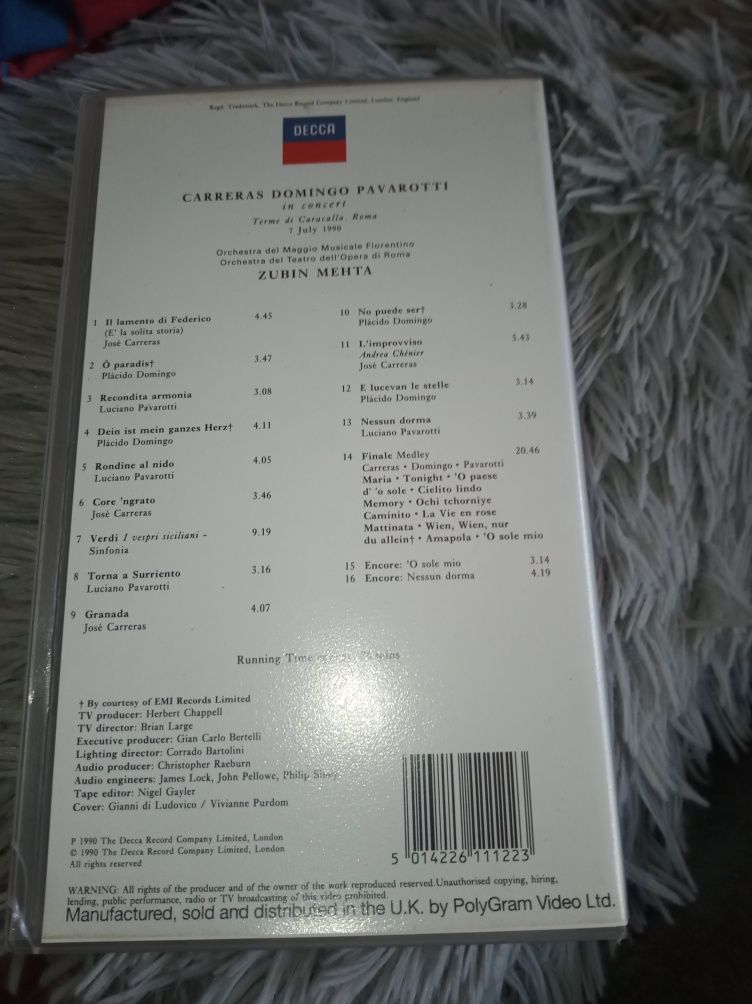 Regd. Trademark. The Decca Record Company Limited, London, England
DECCA
CARRERAS DOMINGO PAVAROTTI
in concert
Terme di Caracalla, Roma
7 July 1990
Orchestra del Maggio Musicale Fiorentino
Orchestra del Teatro dell'Opera di Roma
ZUBIN MEHTA
1 Il lamento di Federico 4.45
(E' la solita storia)
José Carreras
2 Ô paradis† 3.47
Plácido Domingo
3 Recondita armonia 3.08
Luciano Pavarotti
4 Dein ist mein ganzes Herz† 4.11
Plácido Domingo
5 Rondine al nido 4.05
Luciano Pavarotti
6 Core 'ngrato 3.46
José Carreras
7 Verdi I vespri siciliani - 9.19
Sinfonia
8 Torna a Surriento 3.16
Luciano Pavarotti
9 Granada 4.07
José Carreras
10 No puede ser† 3.28
Plácido Domingo
11 L'improvviso 5.43
Andrea Chénier
José Carreras
12 E lucevan le stelle 3.14
Plácido Domingo
13 Nessun dorma 3.39
Luciano Pavarotti
14 Finale Medley 20.46
Carreras • Domingo • Pavarotti
Maria • Tonight • 'O paese
d' 'o sole • Cielito lindo
Memory • Ochi tchorniye
Caminito • La Vie en rose
Mattinata • Wien, Wien, nur
du allein† • Amapola • 'O sole mio
15 Encore: 'O sole mio 3.14
16 Encore: Nessun dorma 4.19
Running Time mins
† By courtesy of EMI Records Limited
TV producer: Herbert Chappell
TV director: Brian Large
Executive producer: Gian Carlo Bertelli
Lighting director: Corrado Bartolini
Audio producer: Christopher Raeburn
Audio engineers: James Lock, John Pellowe, Philip
Tape editor: Nigel Gayler
Cover: Gianni di Ludovico / Vivianne Purdom
P 1990 The Decca Record Company Limited, London
© 1990 The Decca Record Company Limited, London
All rights reserved
5 014226 111223
WARNING: All rights of the producer and of the owner of the work reproduced reserved.Unauthorised copying, hiring,
lending, public performance, radio or TV broadcasting of this video prohibited.
Manufactured, sold and distributed in the U.K. by PolyGram Video Ltd.